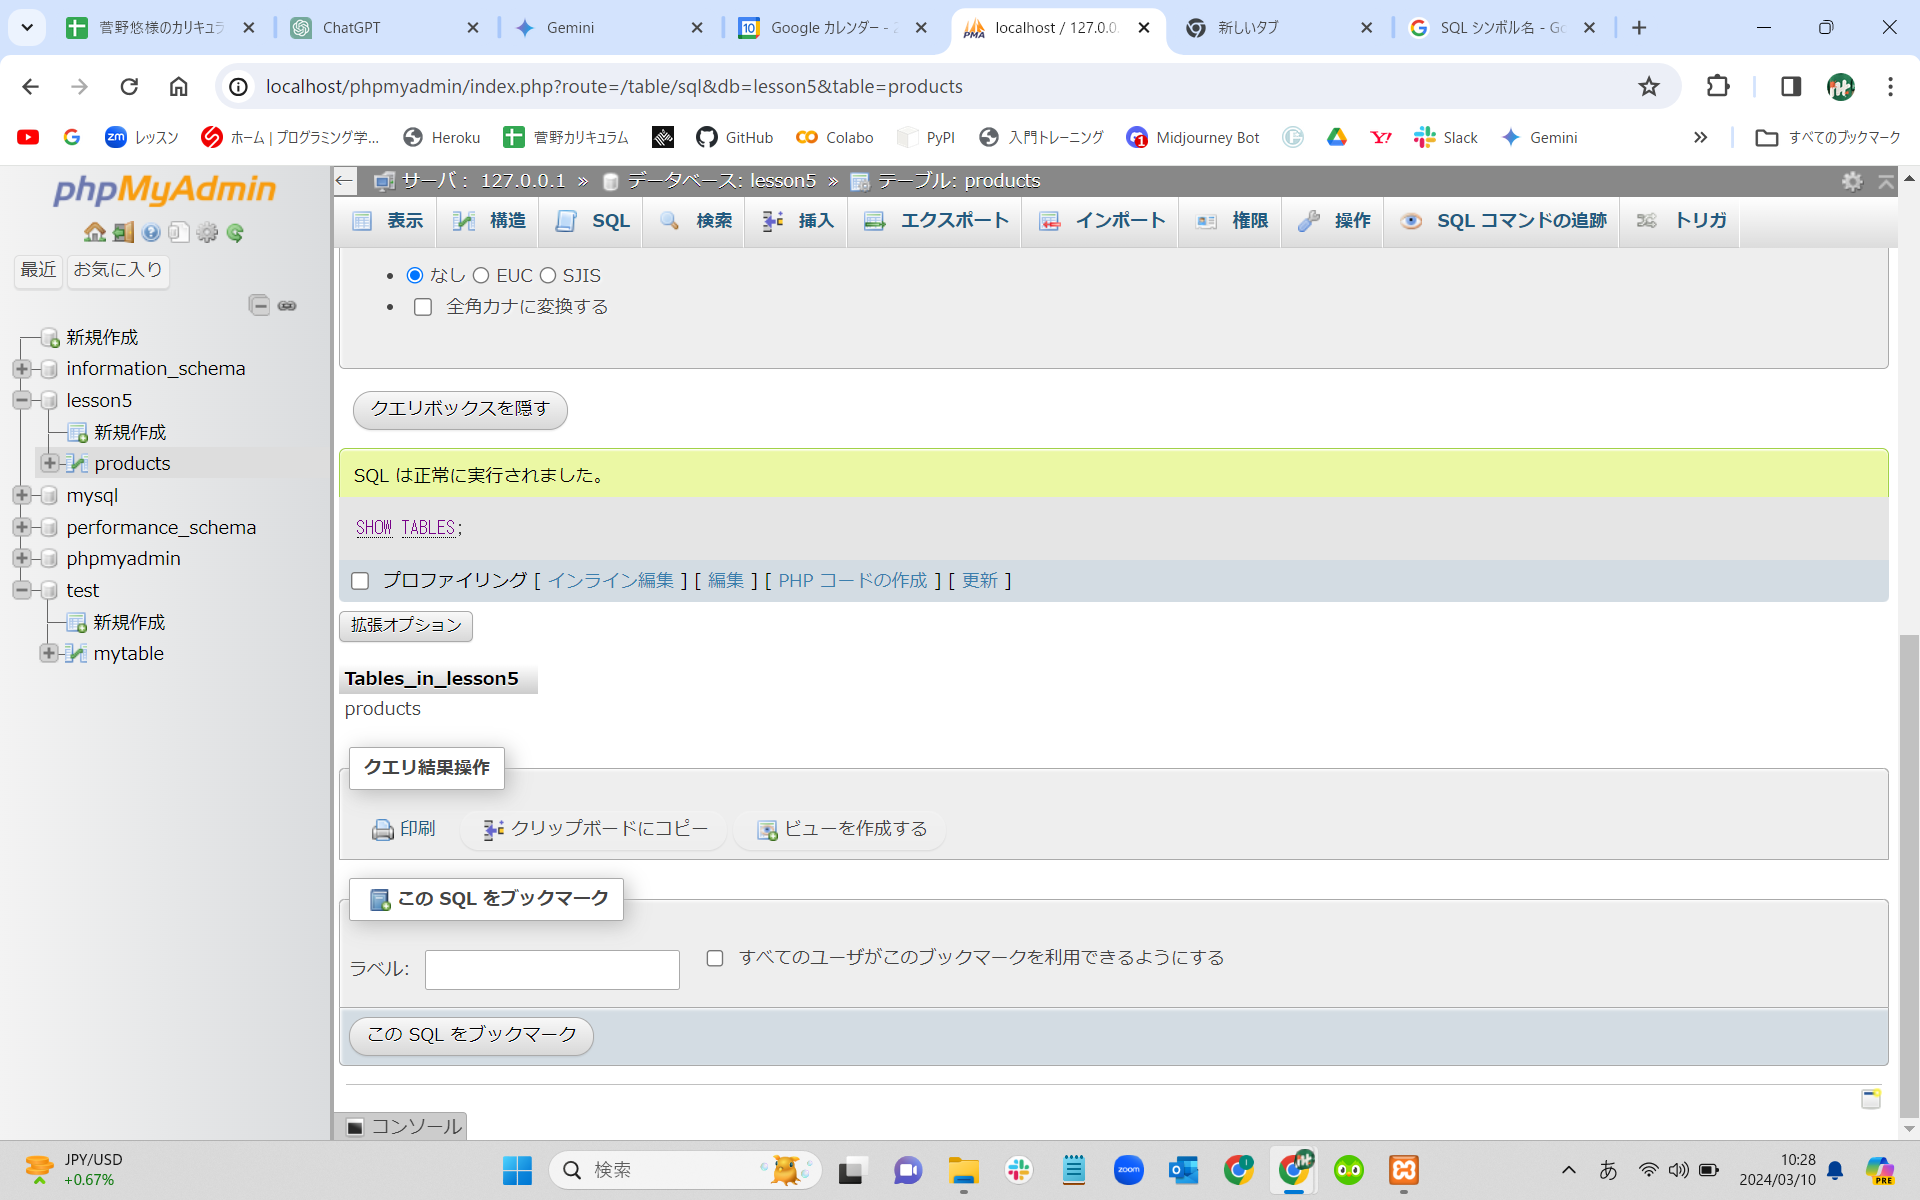 菅野悠様のカリキュラ
ChatGPT
Gemini
Google カレンダー - 2
localhost / 127.0.0.
新しいタブ
SQL シンボル名 - Go
localhost/phpmyadmin/index.php?route=/table/sql&db=lesson5&table=products
レッスン
ホーム | プログラミング学...
Heroku
菅野カリキュラム
GitHub
Colabo
PyPI
入門トレーニング
Midjourney Bot
Slack
Gemini
すべてのブックマーク
phpMyAdmin
最近
お気に入り
新規作成
information_schema
lesson5
新規作成
products
mysql
performance_schema
phpmyadmin
test
新規作成
mytable
サーバ: 127.0.0.1 » データベース: lesson5 » テーブル: products
表示
構造
SQL
検索
挿入
エクスポート
インポート
権限
操作
SQL コマンドの追跡
トリガ
なし EUC SJIS
全角カナに変換する
クエリボックスを隠す
SQL は正常に実行されました。
SHOW TABLES;
プロファイリング [ インライン編集 ] [ 編集 ] [ PHP コードの作成 ] [ 更新 ]
拡張オプション
Tables_in_lesson5
products
クエリ結果操作
印刷
クリップボードにコピー
ビューを作成する
この SQL をブックマーク
ラベル:
すべてのユーザがこのブックマークを利用できるようにする
この SQL をブックマーク
コンソール
JPY/USD
+0.67%
検索
zoom
あ
10:28
2024/03/10
PRE